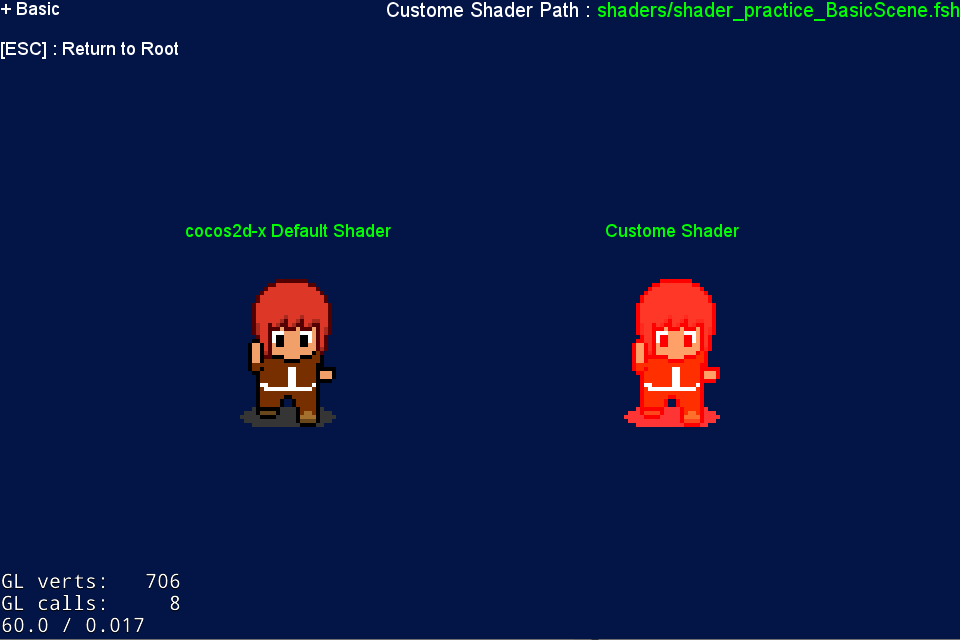 + Basic
Custome Shader Path : shaders/shader_practice_BasicScene.fsh
[ESC] : Return to Root
cocos2d-x Default Shader
Custome Shader
GL verts: 706
GL calls: 8
60.0 / 0.017